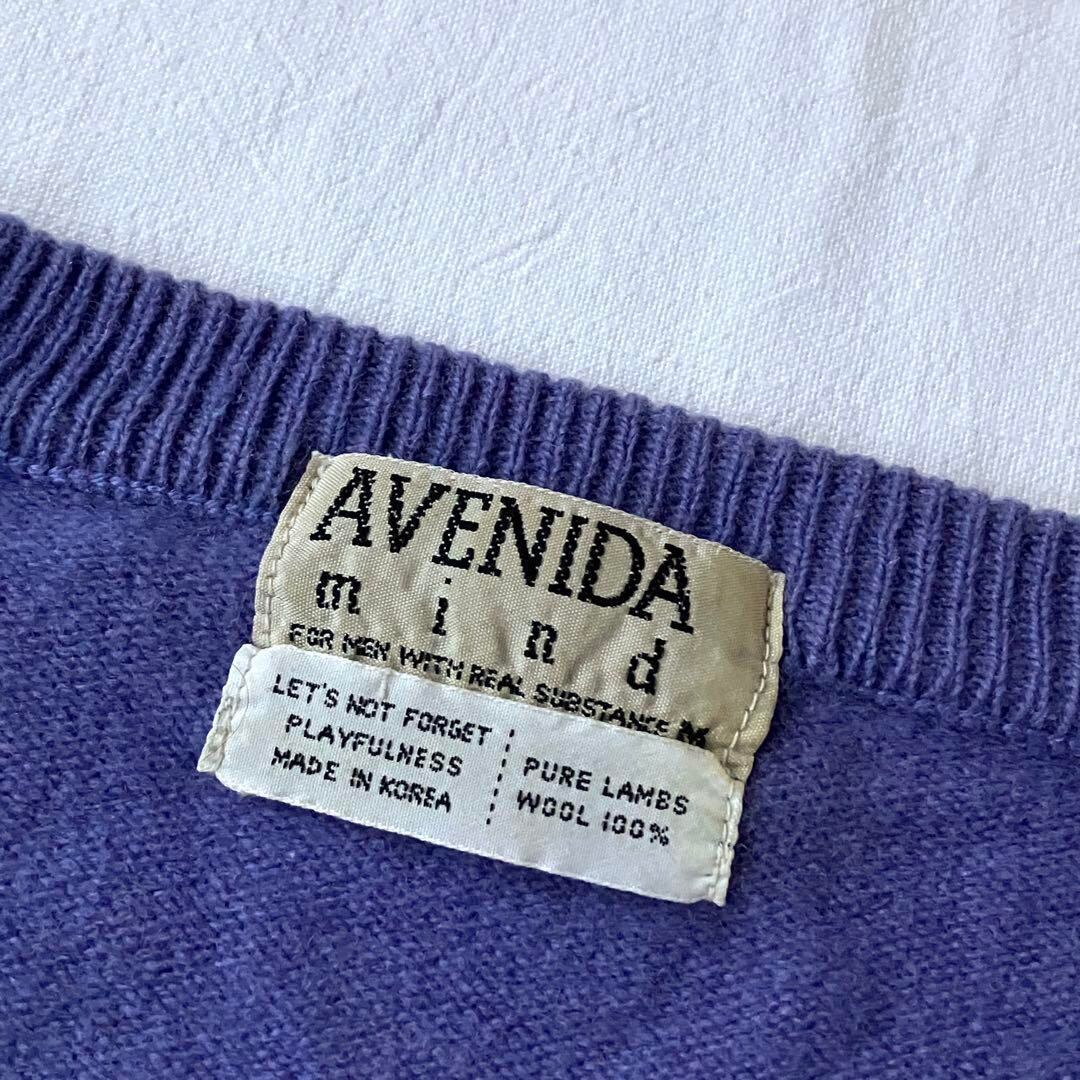 AVENIDA
mind
FOR MEN WITH REAL SUBSTANCE M
LET'S NOT FORGET
PLAYFULNESS
MADE IN KOREA
PURE LAMBS
WOOL 100%